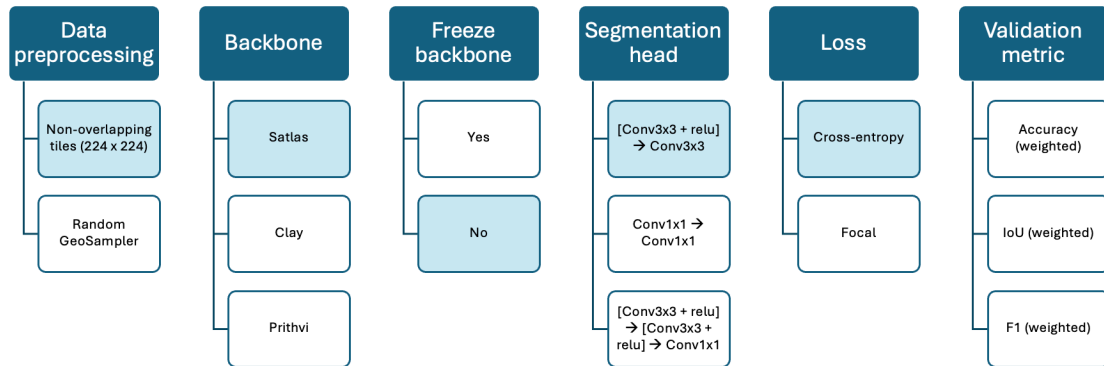 Data
preprocessing
Non-overlapping
tiles (224 x 224)
Random
GeoSampler
Backbone
Satlas
Clay
Prithvi
Freeze
backbone
Yes
No
Segmentation
head
[Conv3x3 + relu]
→ Conv3x3
Conv1x1 →
Conv1x1
[Conv3x3 + relu]
→ [Conv3x3 +
relu] → Conv1x1
Loss
Cross-entropy
Focal
Validation
metric
Accuracy
(weighted)
IoU (weighted)
F1 (weighted)